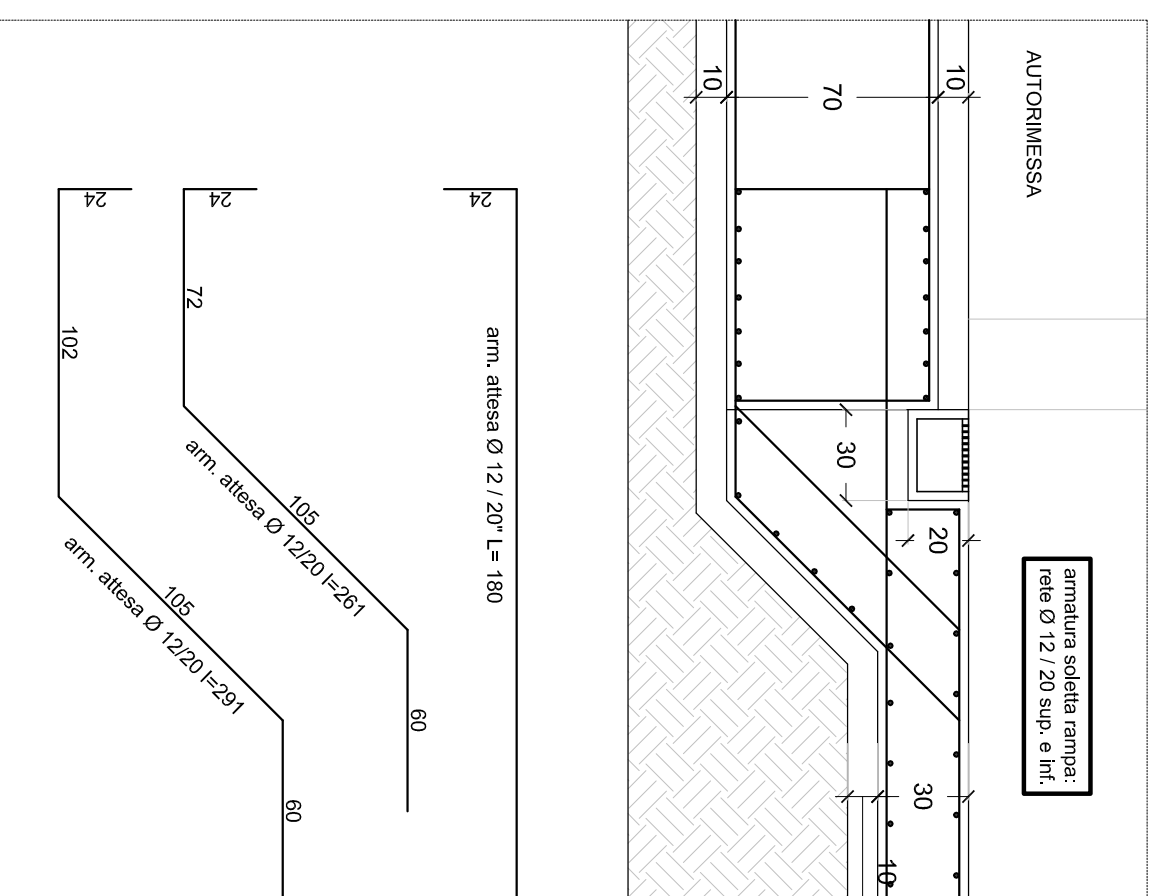 AUTORIMESSA
10
70
10
30
20
armatura soletta rampa:
rete Ø 12 / 20 sup. e inf.
30
10
24
arm. attesa Ø 12 / 20" L= 180
24
72
105
arm. attesa Ø 12/20 l=261
60
24
102
105
arm. attesa Ø 12/20 l=291
60